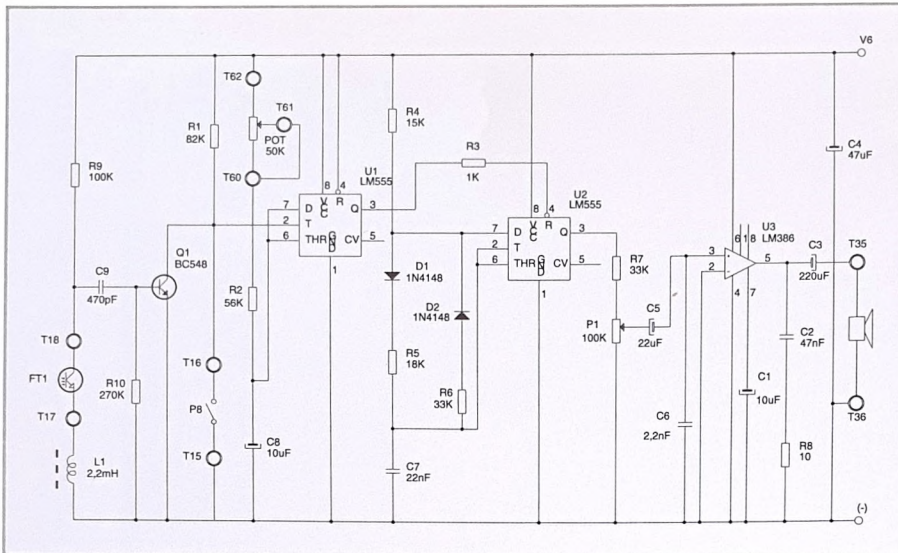 V6
T62
T61
POT
50K
T60
R1
82K
R4
15K
R3
1K
C4
47uF
R9
100K
U1
LM555
8
4
V
CC
R
7
D
2
T
6
THR
GND
Q
3
CV
5
1
U2
LM555
8
4
V
CC
R
7
D
2
T
6
THR
GND
Q
3
CV
5
1
Q1
BC548
C9
470pF
R2
56K
D1
1N4148
D2
1N4148
R7
33K
U3
LM386
6
1
8
3
2
5
4
7
C3
220uF
T35
P1
100K
C5
22uF
C2
47nF
T18
FT1
T17
R10
270K
T16
P8
T15
R5
18K
R6
33K
C1
10uF
T36
L1
2,2mH
C8
10uF
C7
22nF
C6
2,2nF
R8
10
(-)